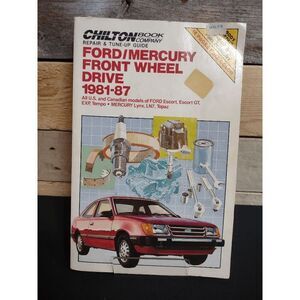 CHILTON BOOK COMPANY
REPAIR & TUNE-UP GUIDE
FORD/MERCURY
FRONT WHEEL
DRIVE
1981-87
All U.S. and Canadian models of FORD Escort, Escort GT,
EXP, Tempo • MERCURY Lynx, LN7, Topaz